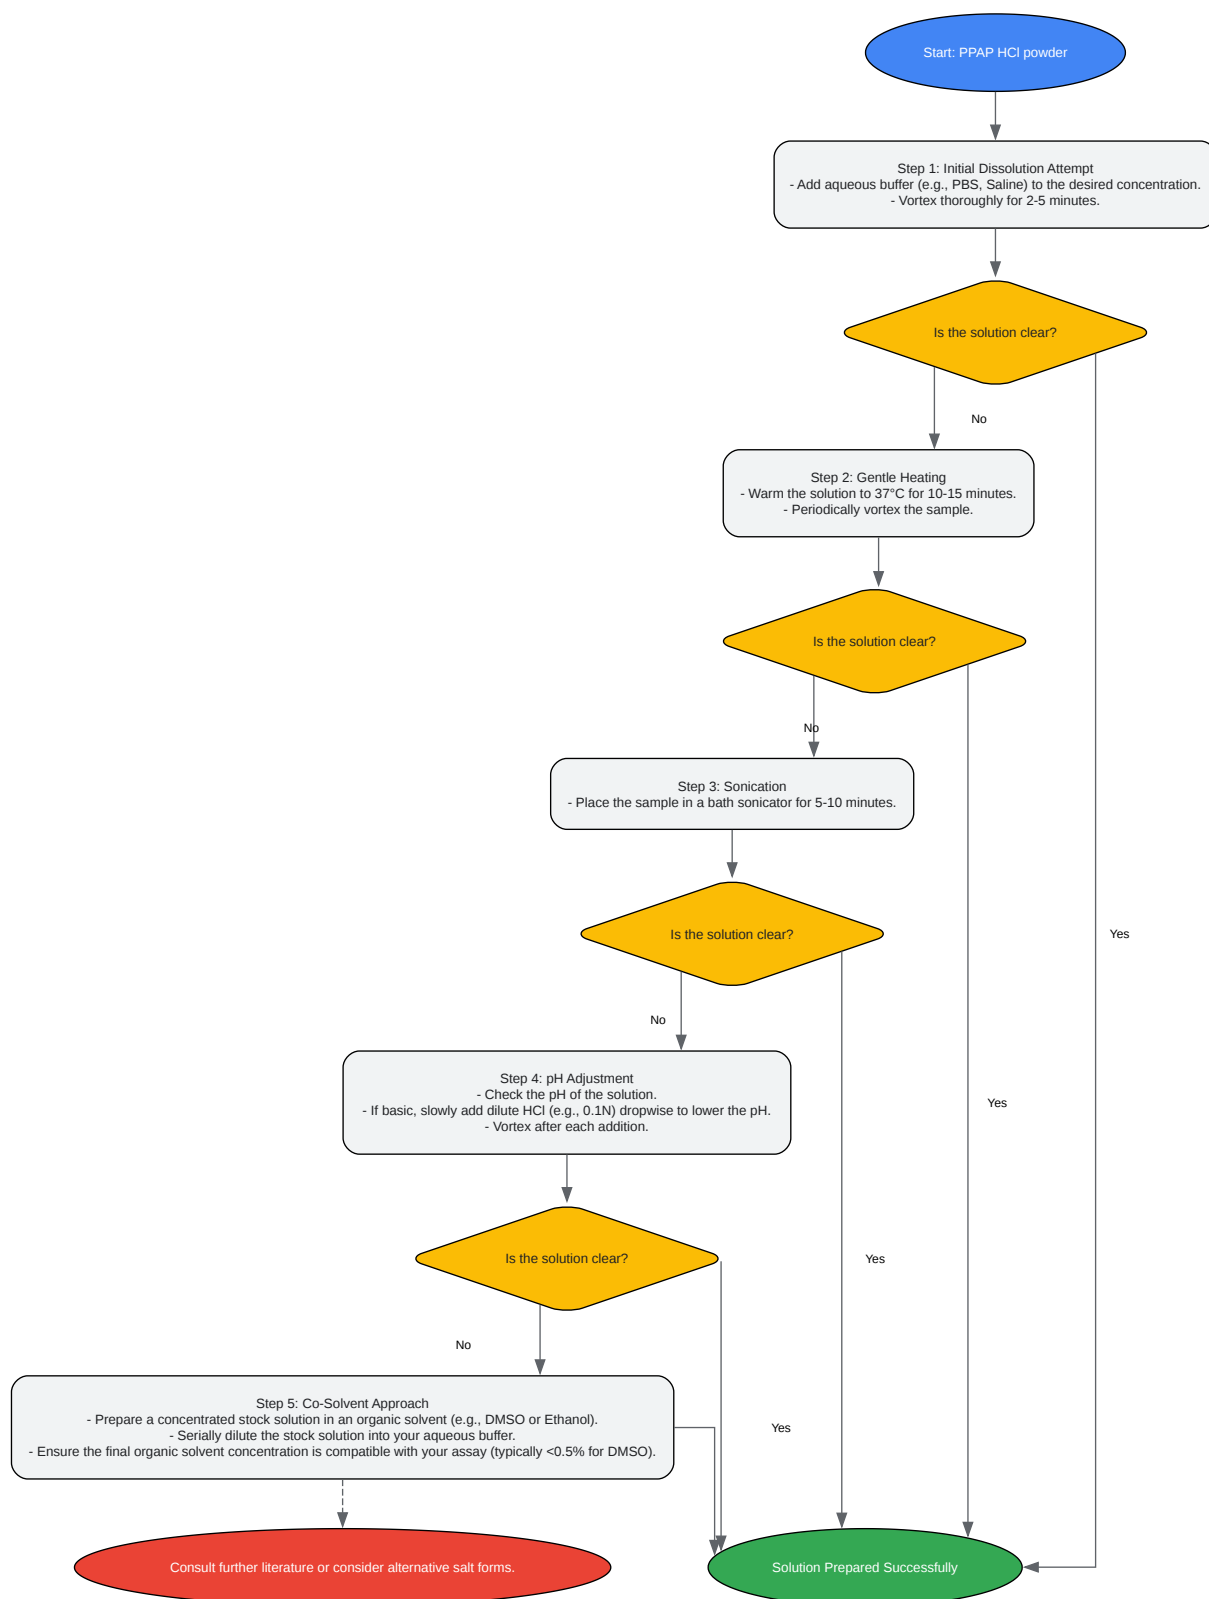 Start: PPAP HCl powder
Step 1: Initial Dissolution Attempt
- Add aqueous buffer (e.g., PBS, Saline) to the desired concentration.
- Vortex thoroughly for 2-5 minutes.
Is the solution clear?
No
Step 2: Gentle Heating
- Warm the solution to 37°C for 10-15 minutes.
- Periodically vortex the sample.
Is the solution clear?
No
Step 3: Sonication
- Place the sample in a bath sonicator for 5-10 minutes.
Is the solution clear?
Yes
No
Step 4: pH Adjustment
- Check the pH of the solution.
- If basic, slowly add dilute HCl (e.g., 0.1N) dropwise to lower the pH.
- Vortex after each addition.
Yes
Is the solution clear?
Yes
No
Step 5: Co-Solvent Approach
- Prepare a concentrated stock solution in an organic solvent (e.g., DMSO or Ethanol).
- Serially dilute the stock solution into your aqueous buffer.
- Ensure the final organic solvent concentration is compatible with your assay (typically <0.5% for DMSO).
Yes
Consult further literature or consider alternative salt forms.
Solution Prepared Successfully